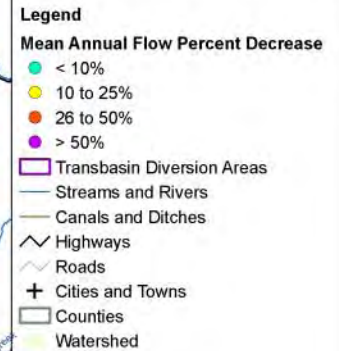 Legend
Mean Annual Flow Percent Decrease
< 10%
10 to 25%
26 to 50%
> 50%
Transbasin Diversion Areas
Streams and Rivers
Canals and Ditches
Highways
Roads
Cities and Towns
Counties
Watershed